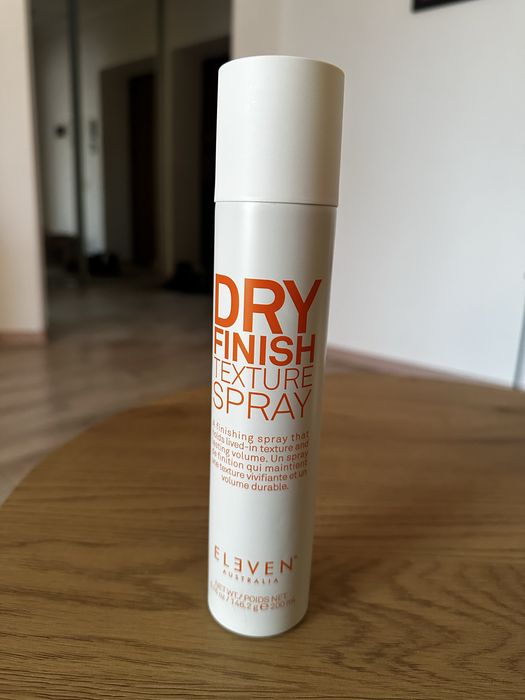 DRY
FINISH
TEXTURE
SPRAY
A finishing spray that
holds lived-in texture and
lasting volume. Un spray
de finition qui maintient
une texture vivifiante et un
volume durable.
ELEVEN
AUSTRALIA
NET WT./POIDS NET
146.2 g e 200 mL